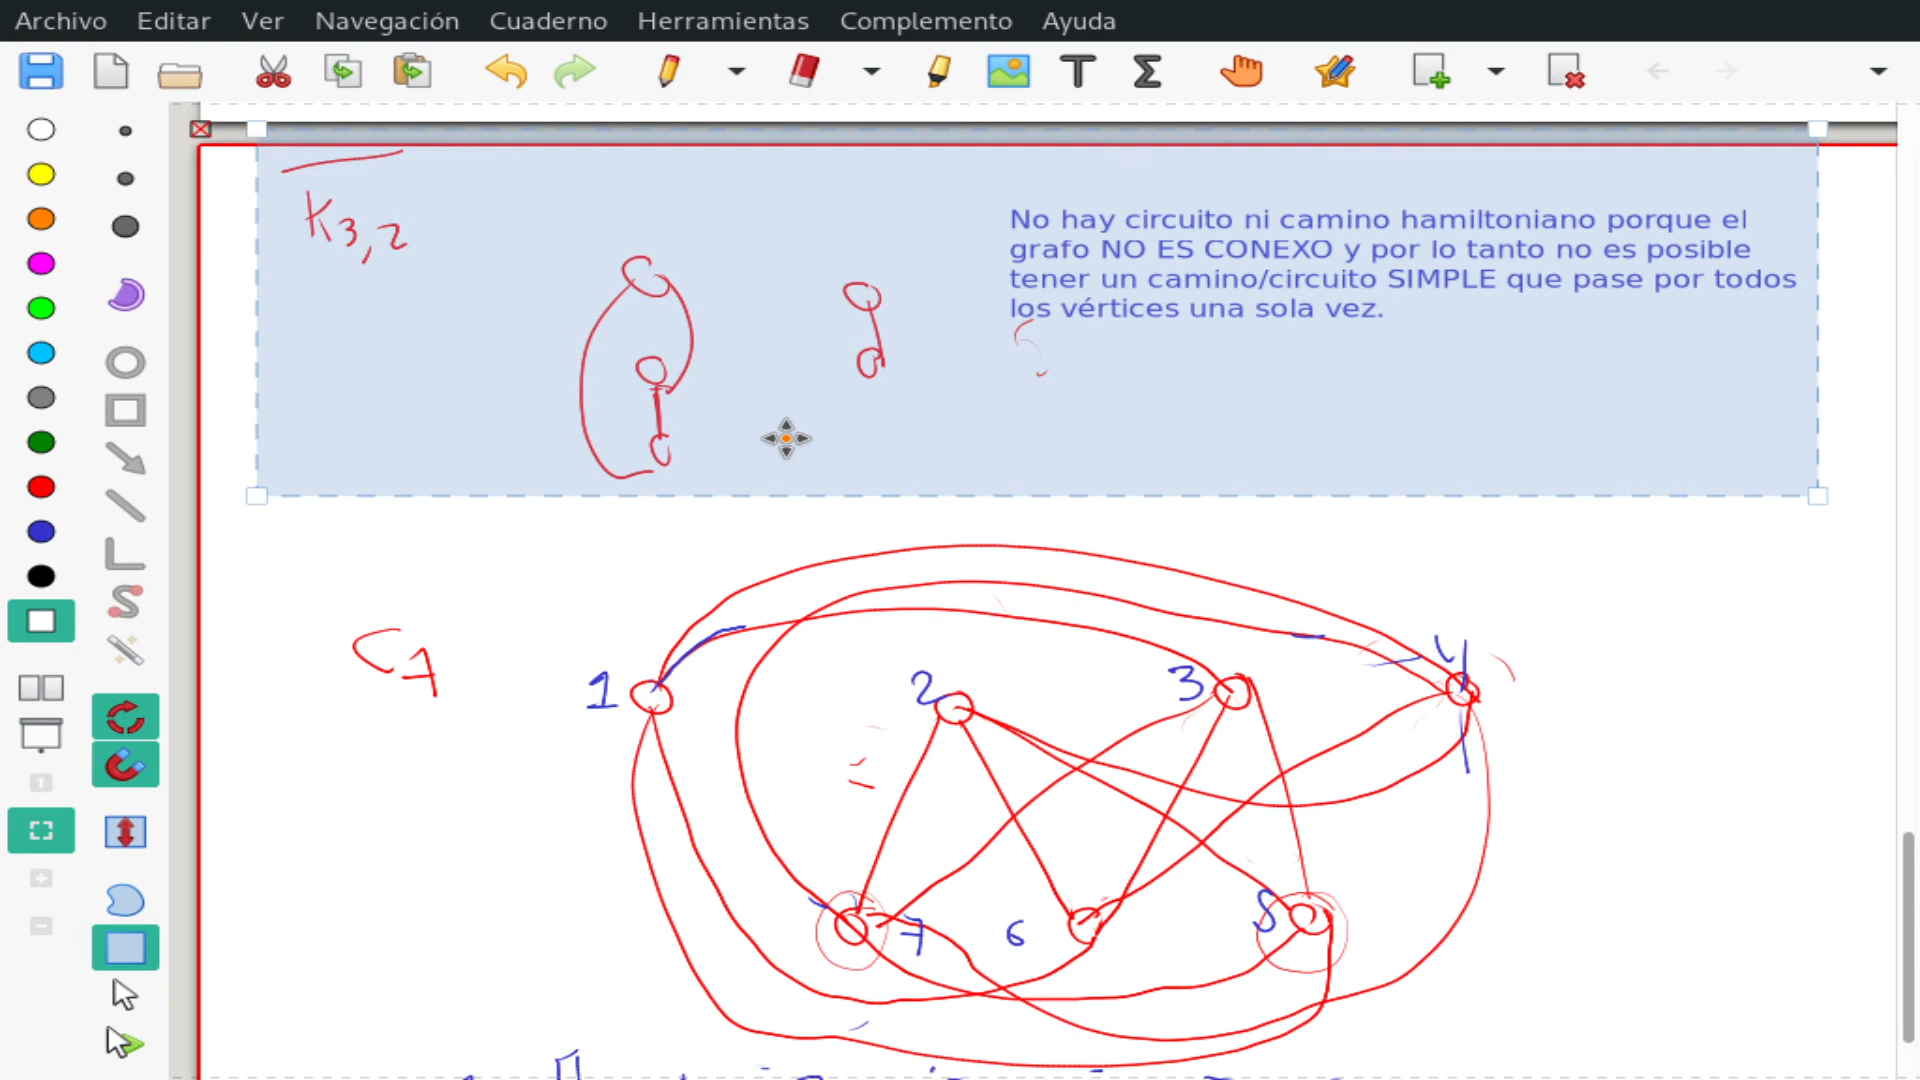 Archivo Editar Ver Navegación Cuaderno Herramientas Complemento Ayuda
K3,2
No hay circuito ni camino hamiltoniano porque el
grafo NO ES CONEXO y por lo tanto no es posible
tener un camino/circuito SIMPLE que pase por todos
los vértices una sola vez.
C7
1 2 3 4
7 6